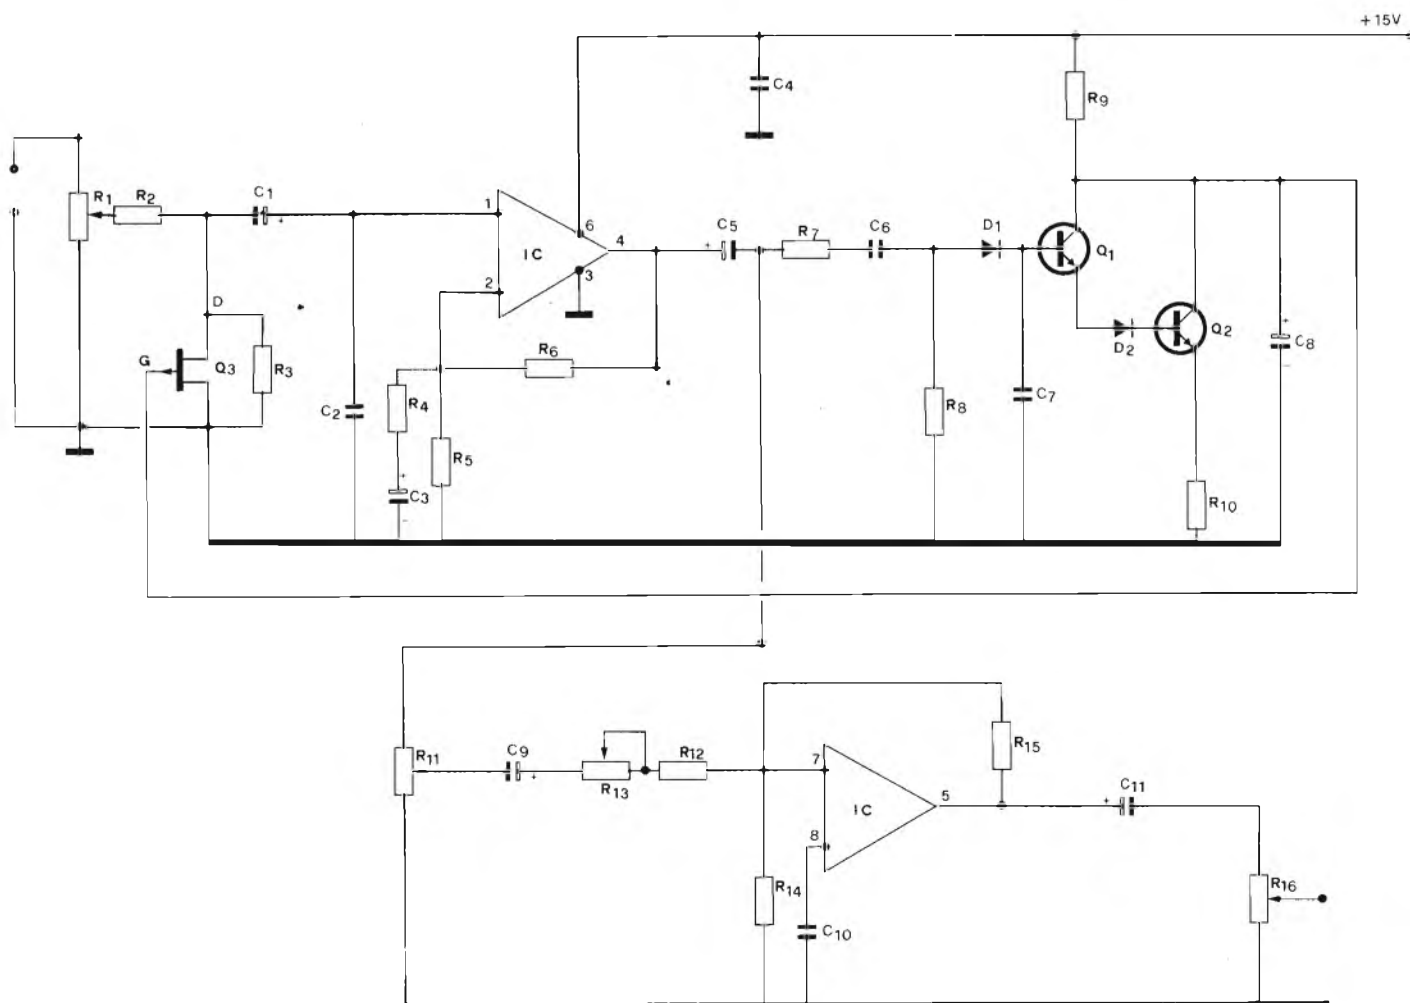 +15V
C4
R9
R1
R2
C1
1
6
IC
4
3
2
C5
+
R7
C6
D1
Q1
+
D
G
Q3
R3
R6
R4
C2
R5
+
C3
R8
C7
D2
Q2
+
C8
R10
R11
C9
+
R13
R12
7
IC
5
8
R15
+
C11
R14
C10
R16